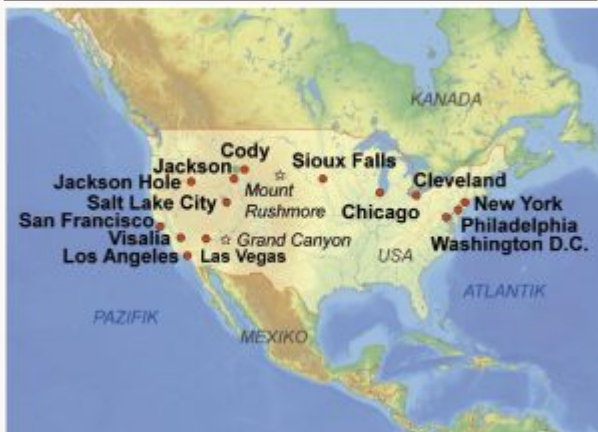 KANADA
Cody
Jackson
Sioux Falls
Jackson Hole
Mount
Rushmore
Cleveland
Salt Lake City
Chicago
New York
Philadelphia
Washington D.C.
San Francisco
Visalia
Grand Canyon
Los Angeles
Las Vegas
USA
ATLANTIK
PAZIFIK
MEXIKO